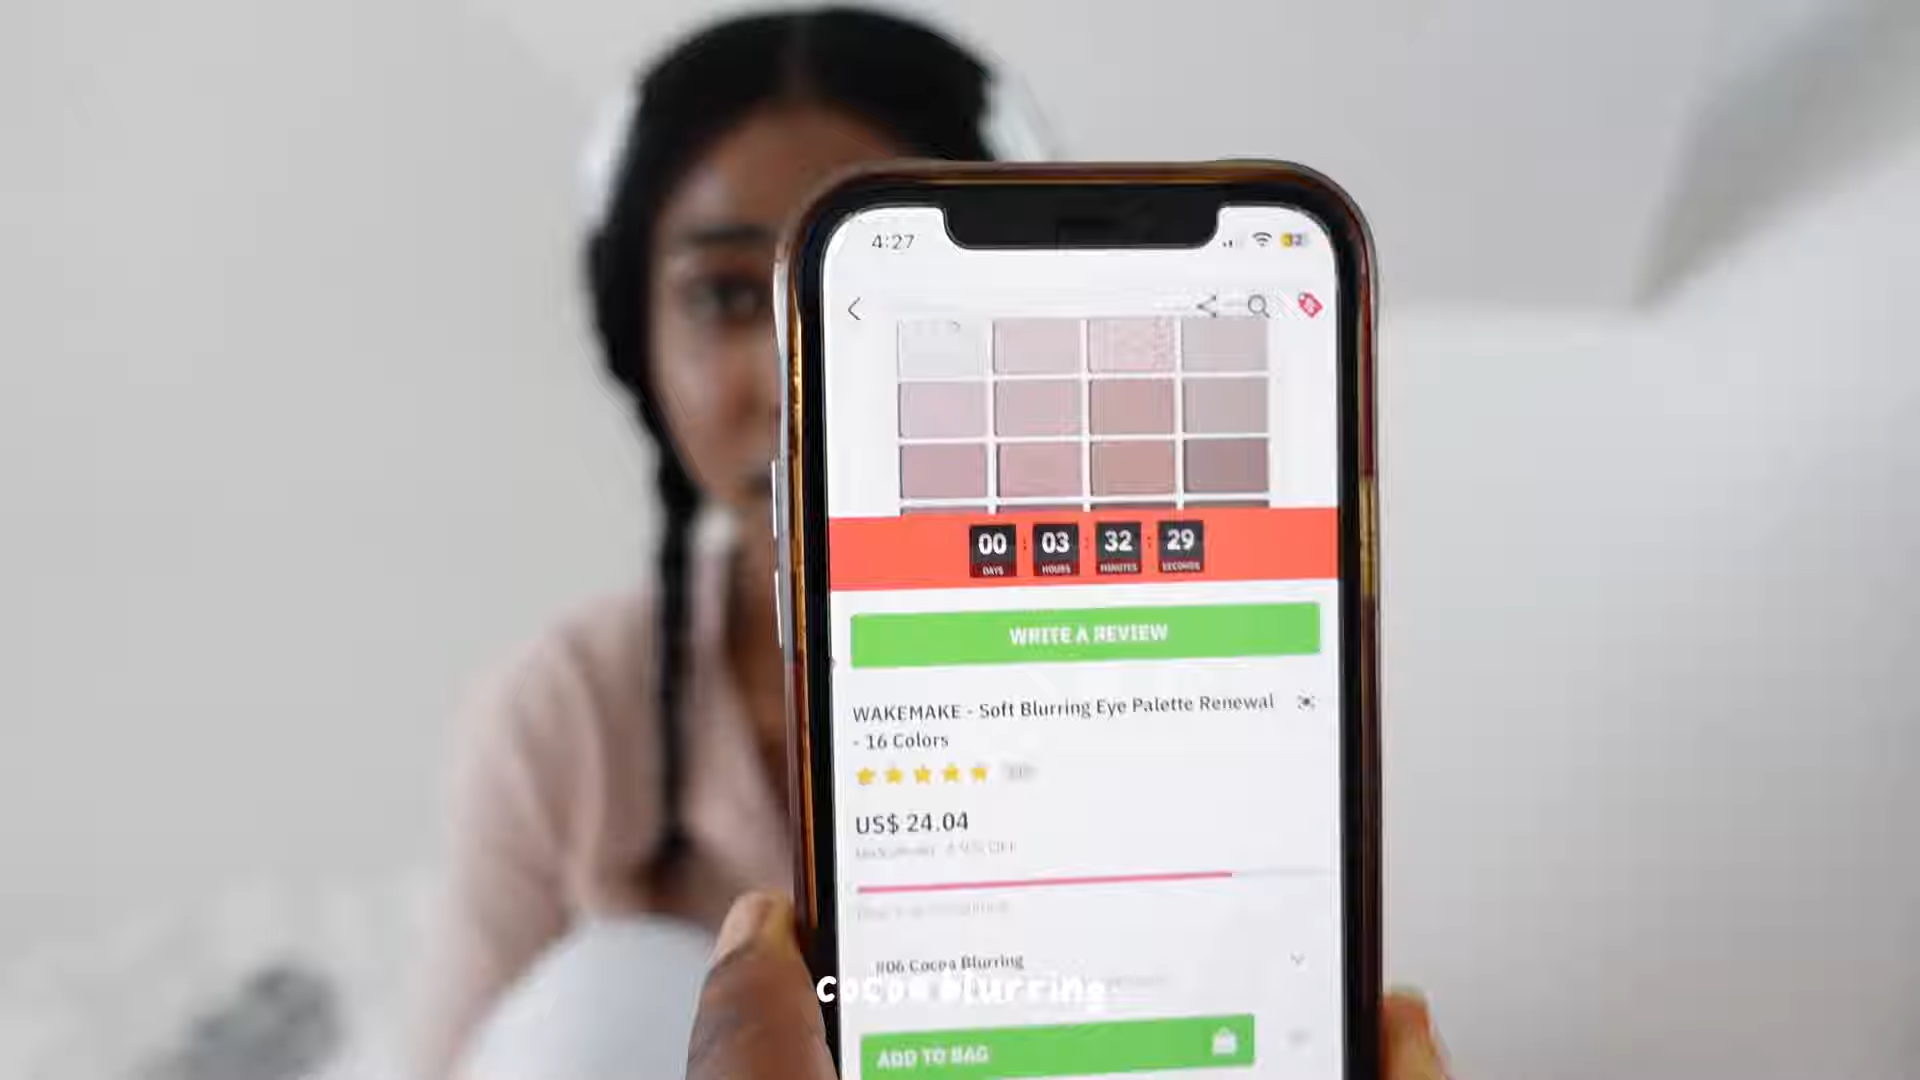 4:27
32
00 : 03 : 32 : 29
DAYS HOURS MINUTES SECONDS
WRITE A REVIEW
WAKEMAKE - Soft Blurring Eye Palette Renewal
- 16 Colors
US$ 24.04
#06 Cocoa Blurring
cocoa blurring
ADD TO BAG